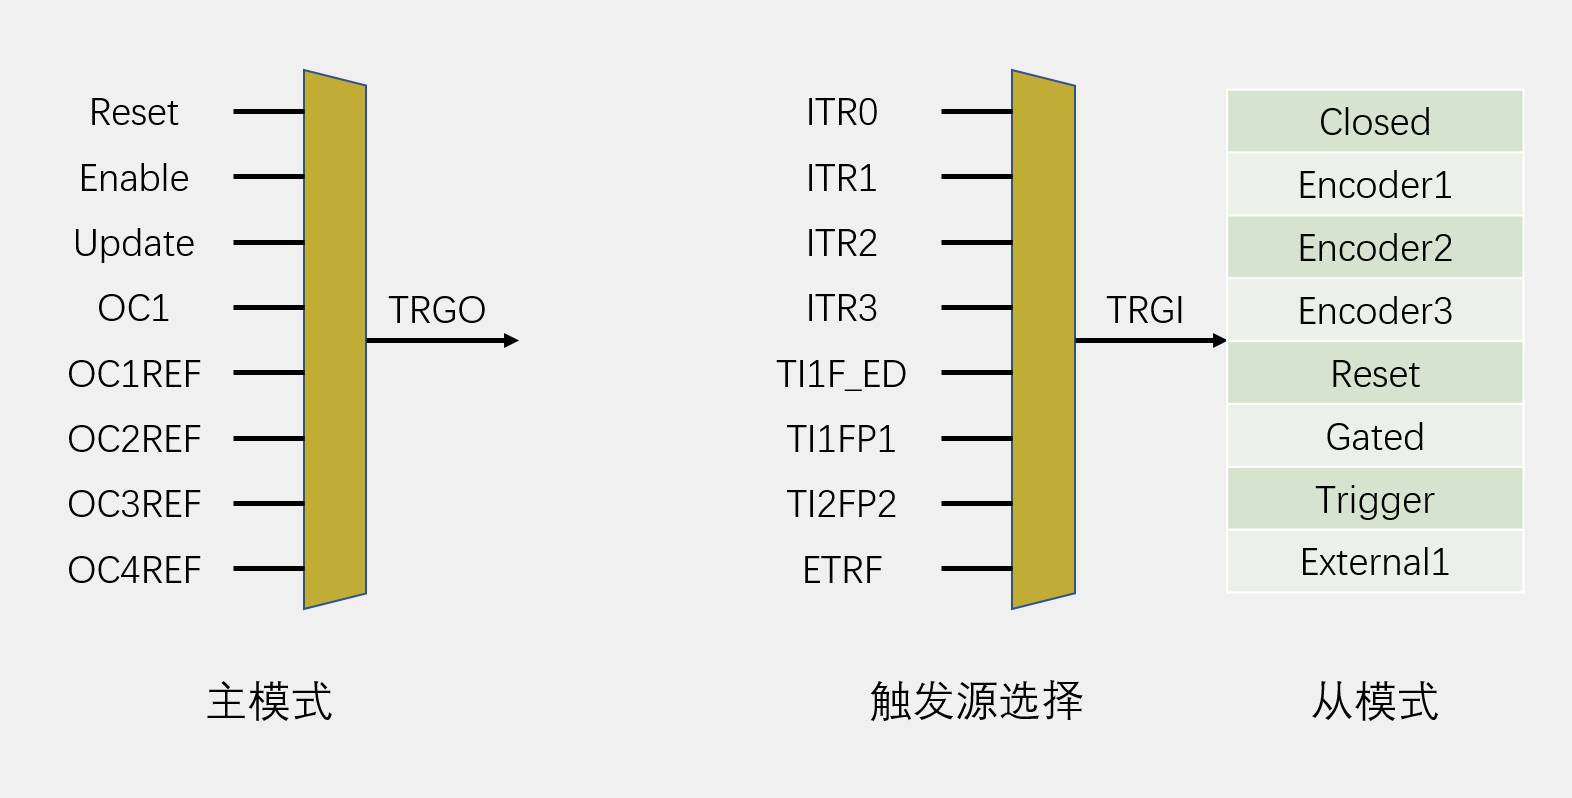 Reset
Enable
Update
OC1
OC1REF
OC2REF
OC3REF
OC4REF
TRGO
主模式
ITR0
ITR1
ITR2
ITR3
TI1F_ED
TI1FP1
TI2FP2
ETRF
TRGI
触发源选择
Closed
Encoder1
Encoder2
Encoder3
Reset
Gated
Trigger
External1
从模式